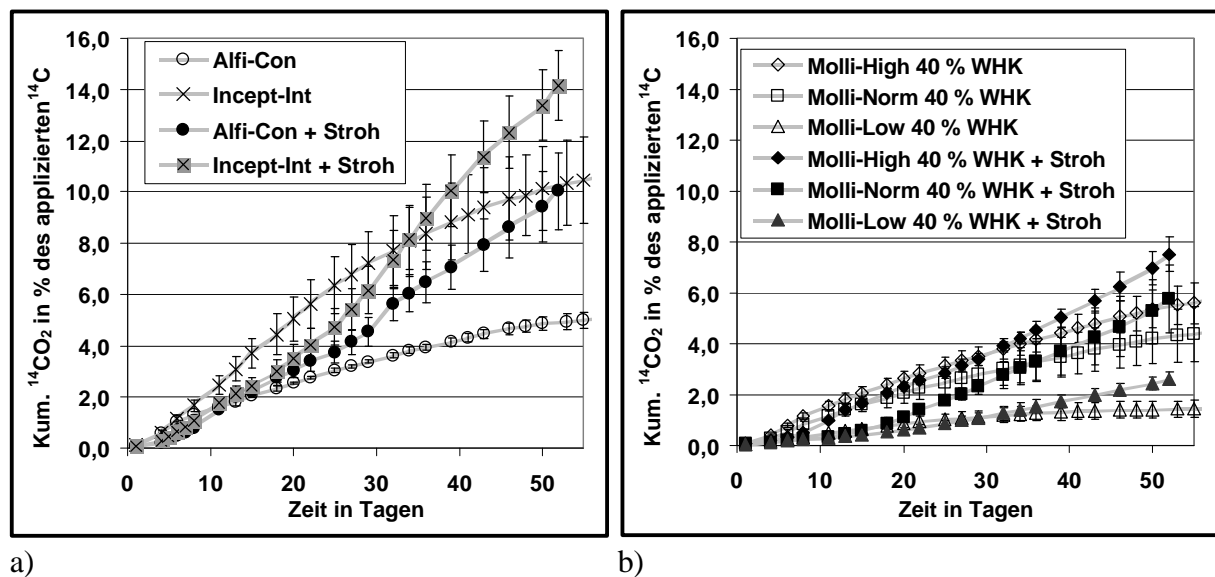 16,0
14,0
12,0
10,0
8,0
6,0
4,0
2,0
0,0
Kum. ¹⁴CO₂ in % des applizierten¹⁴C
Alfi-Con
Incept-Int
Alfi-Con + Stroh
Incept-Int + Stroh
0 10 20 30 40 50
Zeit in Tagen
a)
16,0
14,0
12,0
10,0
8,0
6,0
4,0
2,0
0,0
Kum. ¹⁴CO₂ in % des applizierten¹⁴C
Molli-High 40 % WHK
Molli-Norm 40 % WHK
Molli-Low 40 % WHK
Molli-High 40 % WHK + Stroh
Molli-Norm 40 % WHK + Stroh
Molli-Low 40 % WHK + Stroh
0 10 20 30 40 50
Zeit in Tagen
b)